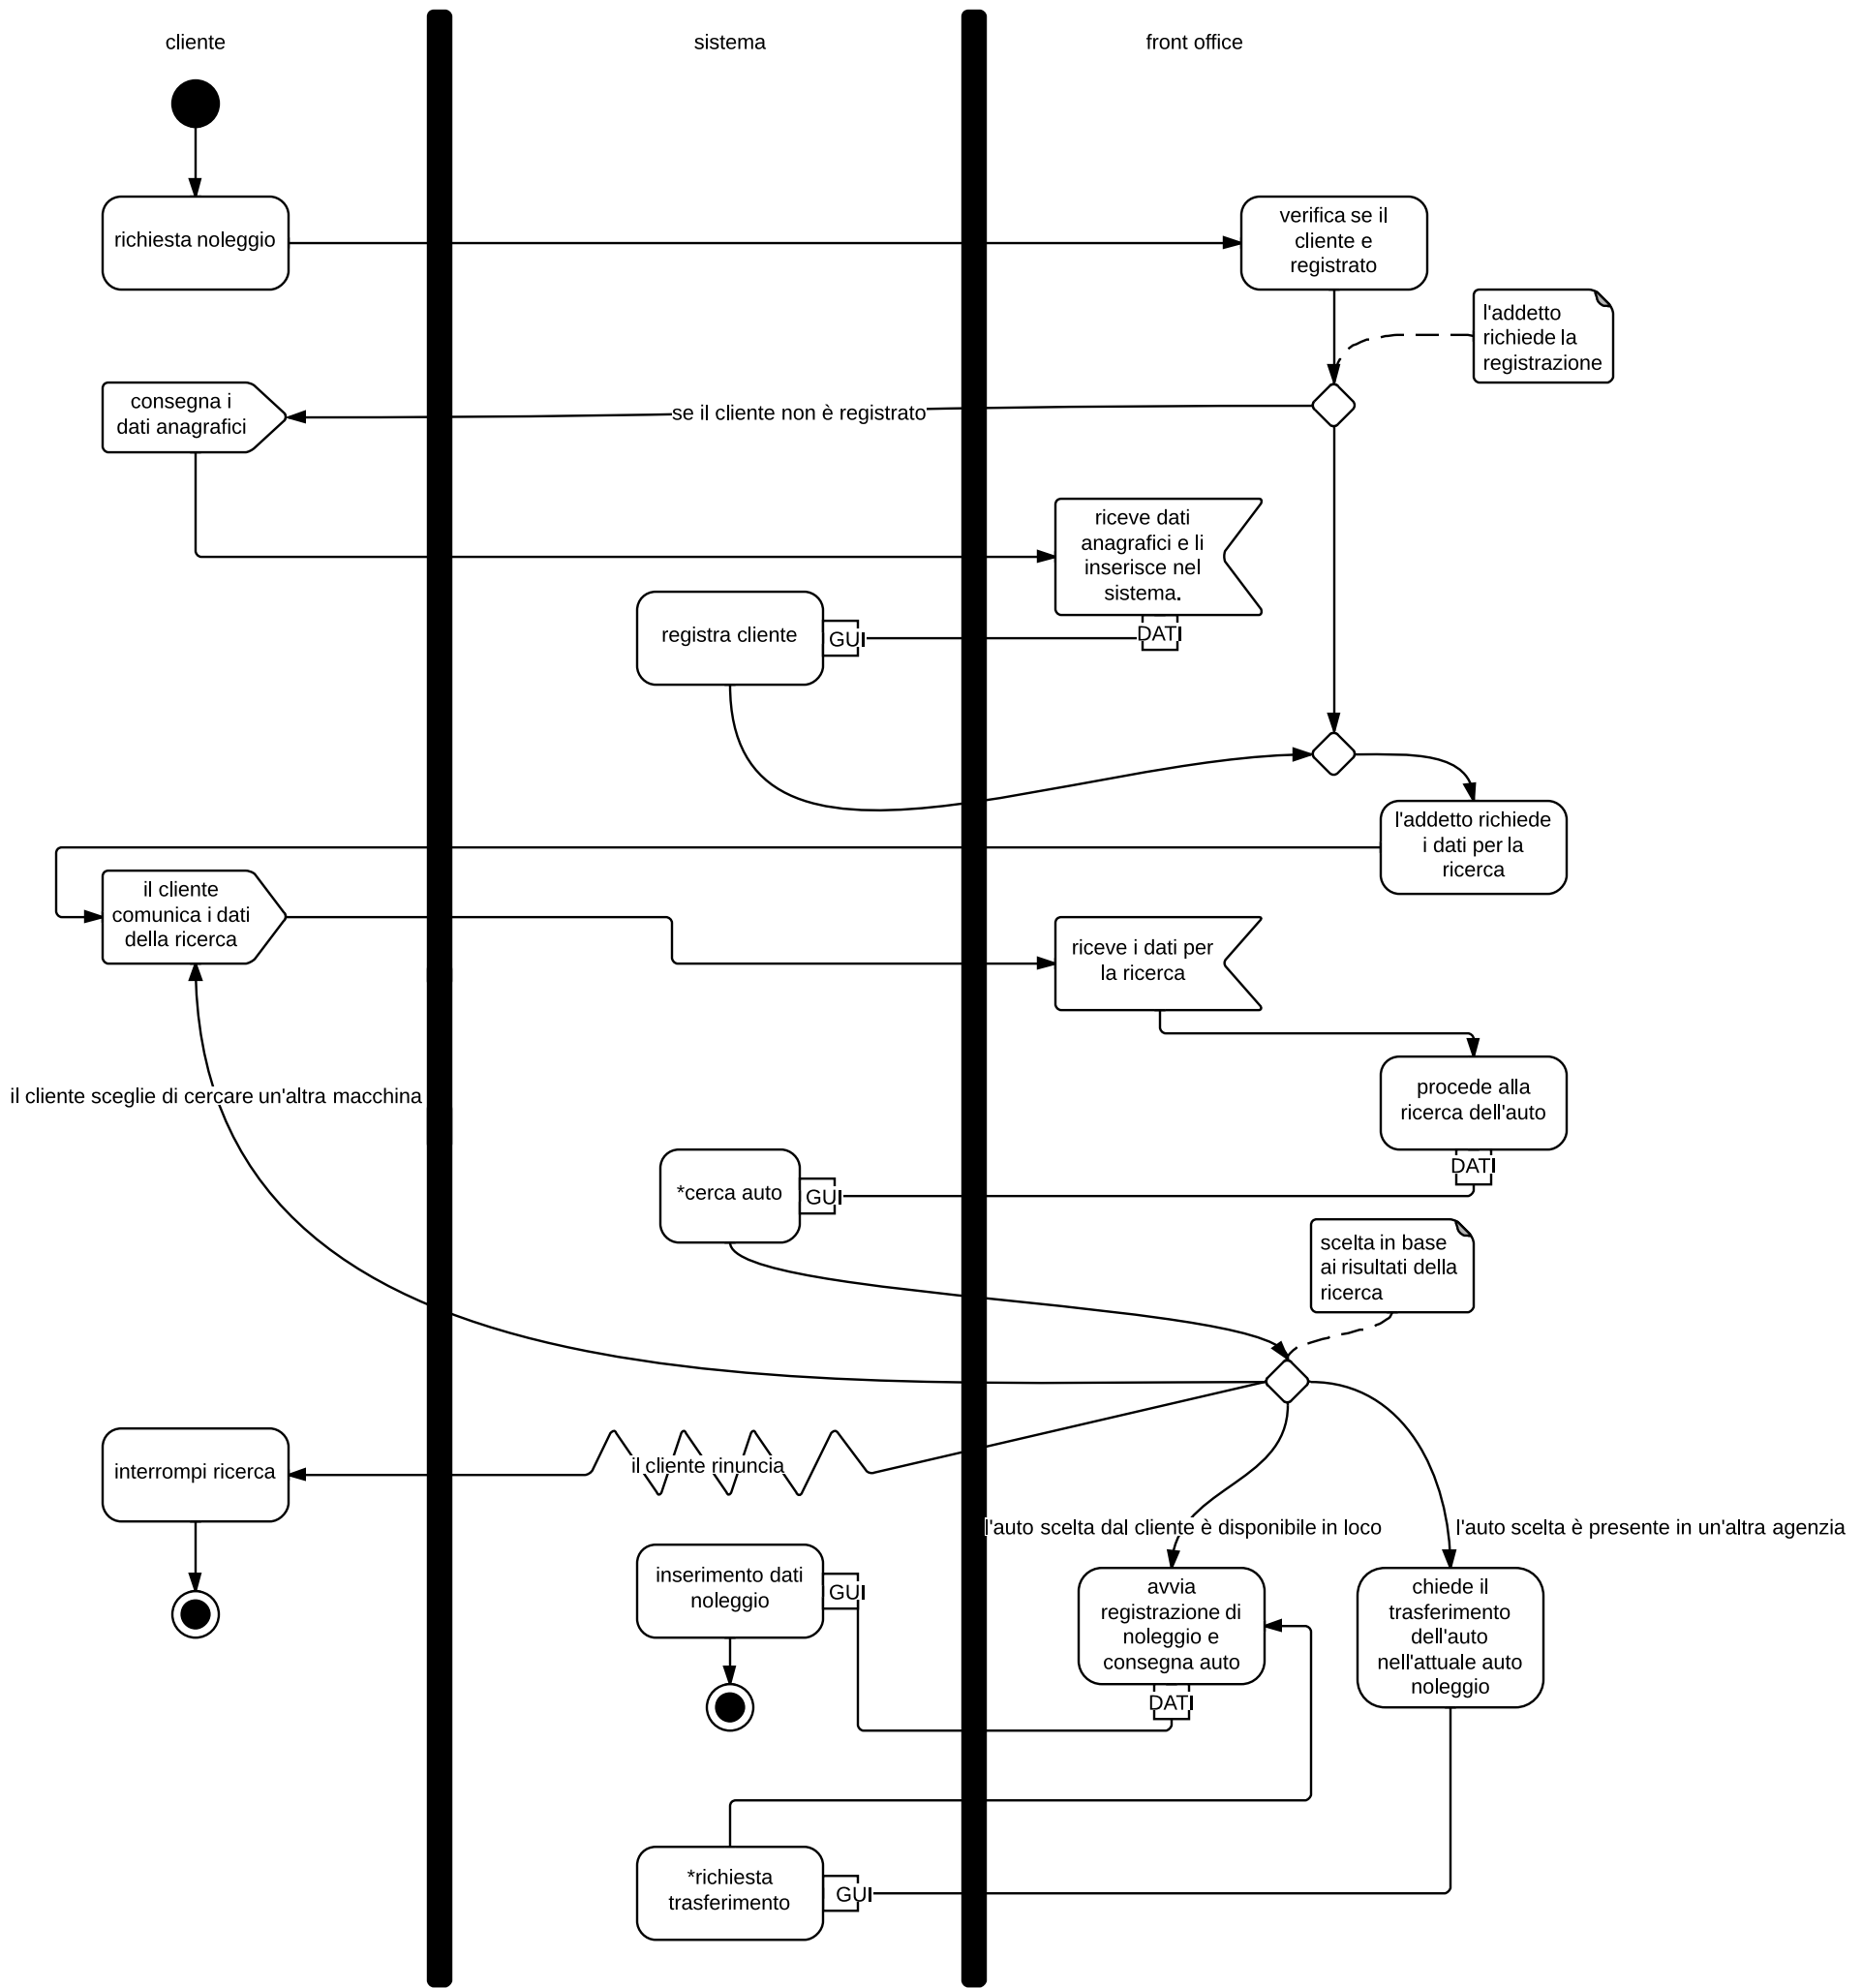 cliente
sistema
front office
richiesta noleggio
verifica se il
cliente e
registrato
l'addetto
richiede la
registrazione
consegna i
dati anagrafici
se il cliente non è registrato
riceve dati
anagrafici e li
inserisce nel
sistema.
registra cliente
GUI
DATI
l'addetto richiede
i dati per la
ricerca
il cliente
comunica i dati
della ricerca
riceve i dati per
la ricerca
il cliente sceglie di cercare un'altra macchina
procede alla
ricerca dell'auto
DATI
*cerca auto
GUI
scelta in base
ai risultati della
ricerca
interrompi ricerca
il cliente rinuncia
l'auto scelta dal cliente è disponibile in loco
l'auto scelta è presente in un'altra agenzia
inserimento dati
noleggio
GUI
avvia
registrazione di
noleggio e
consegna auto
DATI
chiede il
trasferimento
dell'auto
nell'attuale auto
noleggio
*richiesta
trasferimento
GUI